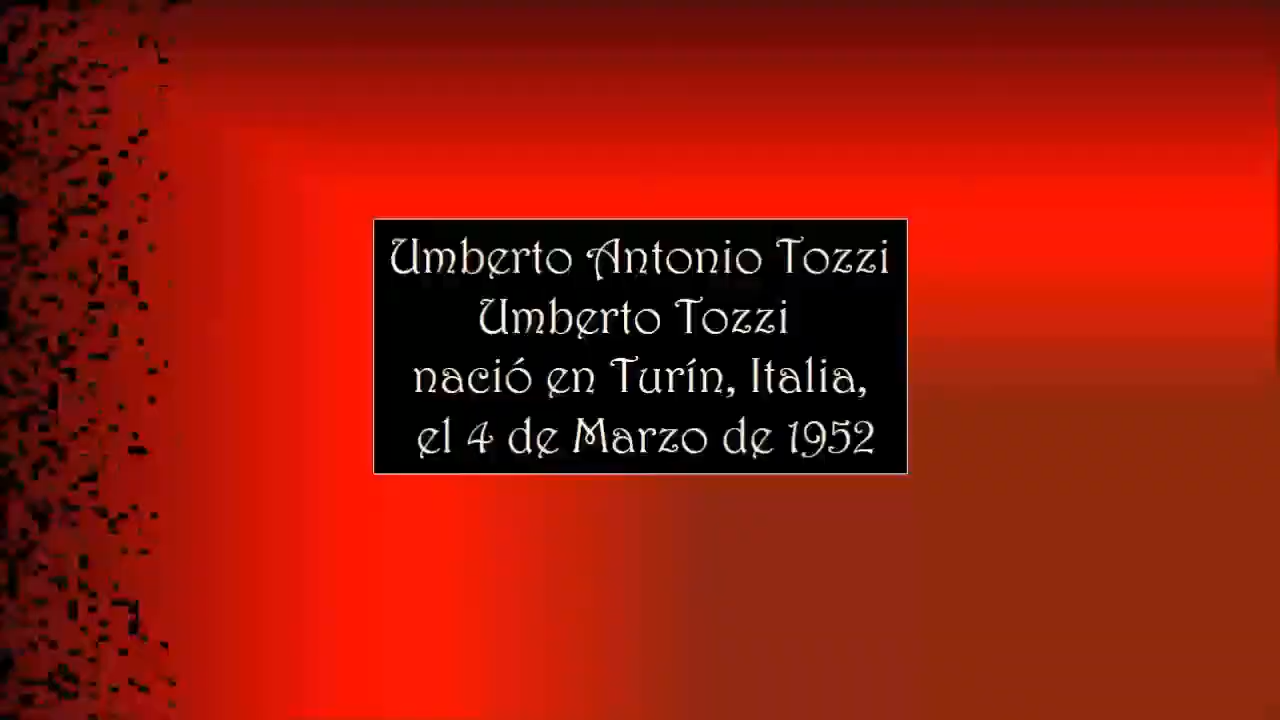 Umberto Antonio Tozzi
Umberto Tozzi
nació en Turín, Italia,
el 4 de Marzo de 1952